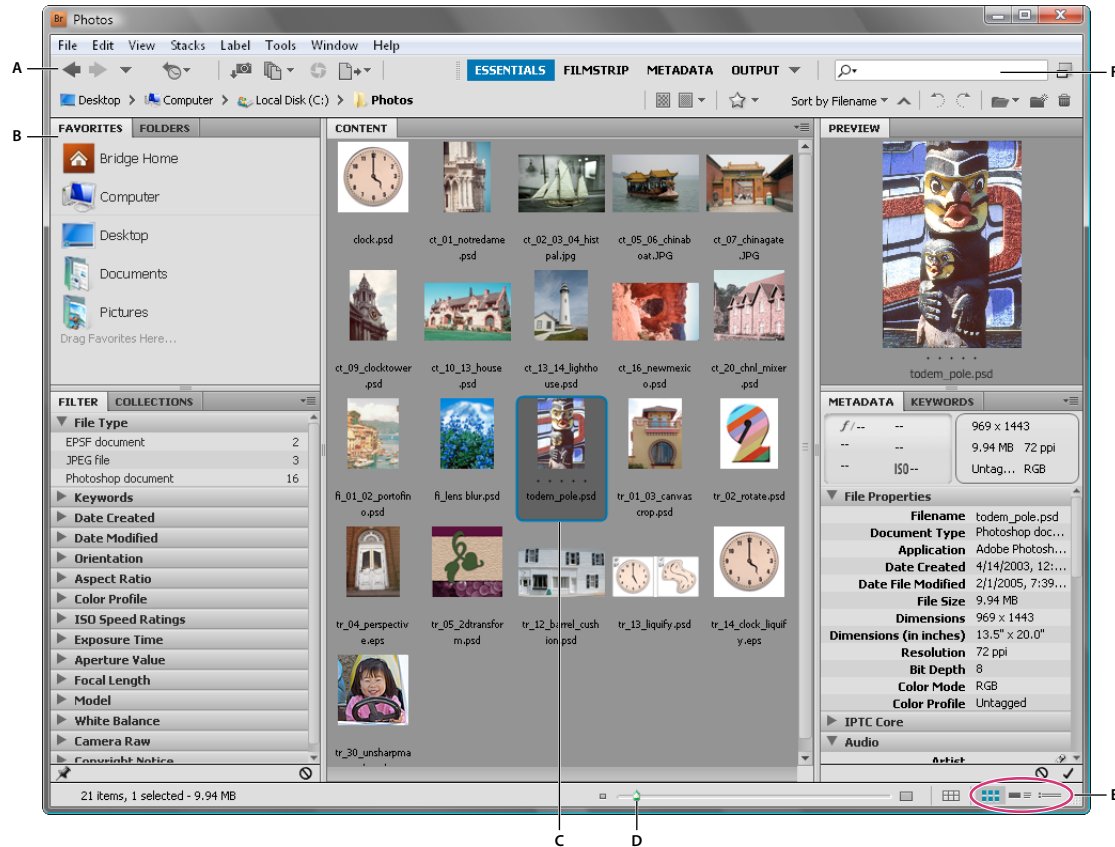 Br Photos
File Edit View Stacks Label Tools Window Help
A
ESSENTIALS FILMSTRIP METADATA OUTPUT
F
Desktop > Computer > Local Disk (C:) > Photos
Sort by Filename
B
FAVORITES FOLDERS
Bridge Home
Computer
Desktop
Documents
Pictures
Drag Favorites Here...
FILTER COLLECTIONS
File Type
EPSF document 2
JPEG file 3
Photoshop document 16
Keywords
Date Created
Date Modified
Orientation
Aspect Ratio
Color Profile
ISO Speed Ratings
Exposure Time
Aperture Value
Focal Length
Model
White Balance
Camera Raw
Copyright Notice
CONTENT
clock.psd
ct_01_notredame
.psd
ct_02_03_04_hist
pal.jpg
ct_05_06_chinab
oat.JPG
ct_07_chinagate
.JPG
ct_09_clocktower
.psd
ct_10_13_house
.psd
ct_13_14_lightho
use.psd
ct_16_newmexic
o.psd
ct_20_chnl_mixer
.psd
fi_01_02_portofin
o.psd
fi_lens blur.psd
todem_pole.psd
tr_01_03_canvas
crop.psd
tr_02_rotate.psd
tr_04_perspectiv
e.eps
tr_05_2dtransfor
m.psd
tr_12_barrel_cush
ion.psd
tr_13_liquify.psd
tr_14_clock_liquif
y.eps
tr_30_unsharpma
PREVIEW
todem_pole.psd
METADATA KEYWORDS
f/-- --
-- --
-- ISO--
969 x 1443
9.94 MB 72 ppi
Untag... RGB
File Properties
Filename todem_pole.psd
Document Type Photoshop doc...
Application Adobe Photosh...
Date Created 4/14/2003, 12:...
Date File Modified 2/1/2005, 7:39...
File Size 9.94 MB
Dimensions 969 x 1443
Dimensions (in inches) 13.5" x 20.0"
Resolution 72 ppi
Bit Depth 8
Color Mode RGB
Color Profile Untagged
IPTC Core
Audio
Artist
21 items, 1 selected - 9.94 MB
E
C
D